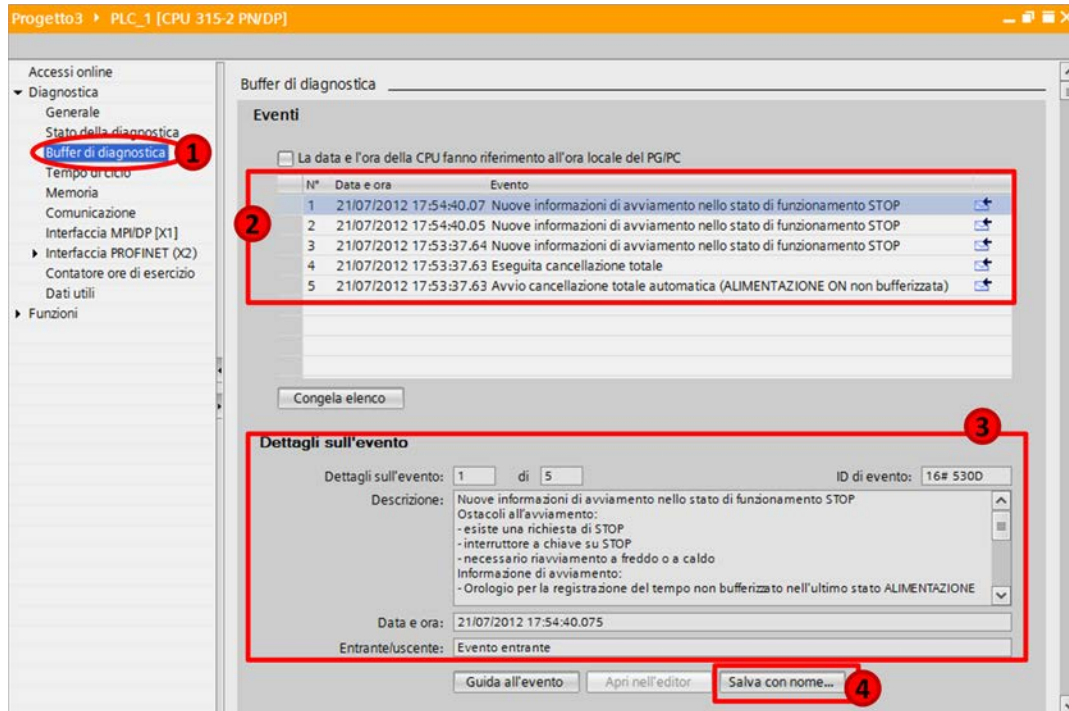 Progetto3 ▸ PLC_1 [CPU 315-2 PN/DP]
Accessi online
Diagnostica
Generale
Stato della diagnostica
Buffer di diagnostica
1
Tempo di ciclo
Memoria
Comunicazione
Interfaccia MPI/DP [X1]
Interfaccia PROFINET (X2)
Contatore ore di esercizio
Dati utili
Funzioni
Buffer di diagnostica
Eventi
La data e l'ora della CPU fanno riferimento all'ora locale del PG/PC
2
N° Data e ora Evento
1 21/07/2012 17:54:40.07 Nuove informazioni di avviamento nello stato di funzionamento STOP
2 21/07/2012 17:54:40.05 Nuove informazioni di avviamento nello stato di funzionamento STOP
3 21/07/2012 17:53:37.64 Nuove informazioni di avviamento nello stato di funzionamento STOP
4 21/07/2012 17:53:37.63 Eseguita cancellazione totale
5 21/07/2012 17:53:37.63 Avvio cancellazione totale automatica (ALIMENTAZIONE ON non bufferizzata)
Congela elenco
3
Dettagli sull'evento
Dettagli sull'evento: 1 di 5 ID di evento: 16# 530D
Descrizione: Nuove informazioni di avviamento nello stato di funzionamento STOP
Ostacoli all'avviamento:
- esiste una richiesta di STOP
- interruttore a chiave su STOP
- necessario riavviamento a freddo o a caldo
Informazione di avviamento:
- Orologio per la registrazione del tempo non bufferizzato nell'ultimo stato ALIMENTAZIONE
Data e ora: 21/07/2012 17:54:40.075
Entrante/uscente: Evento entrante
Guida all'evento Apri nell'editor Salva con nome...
4